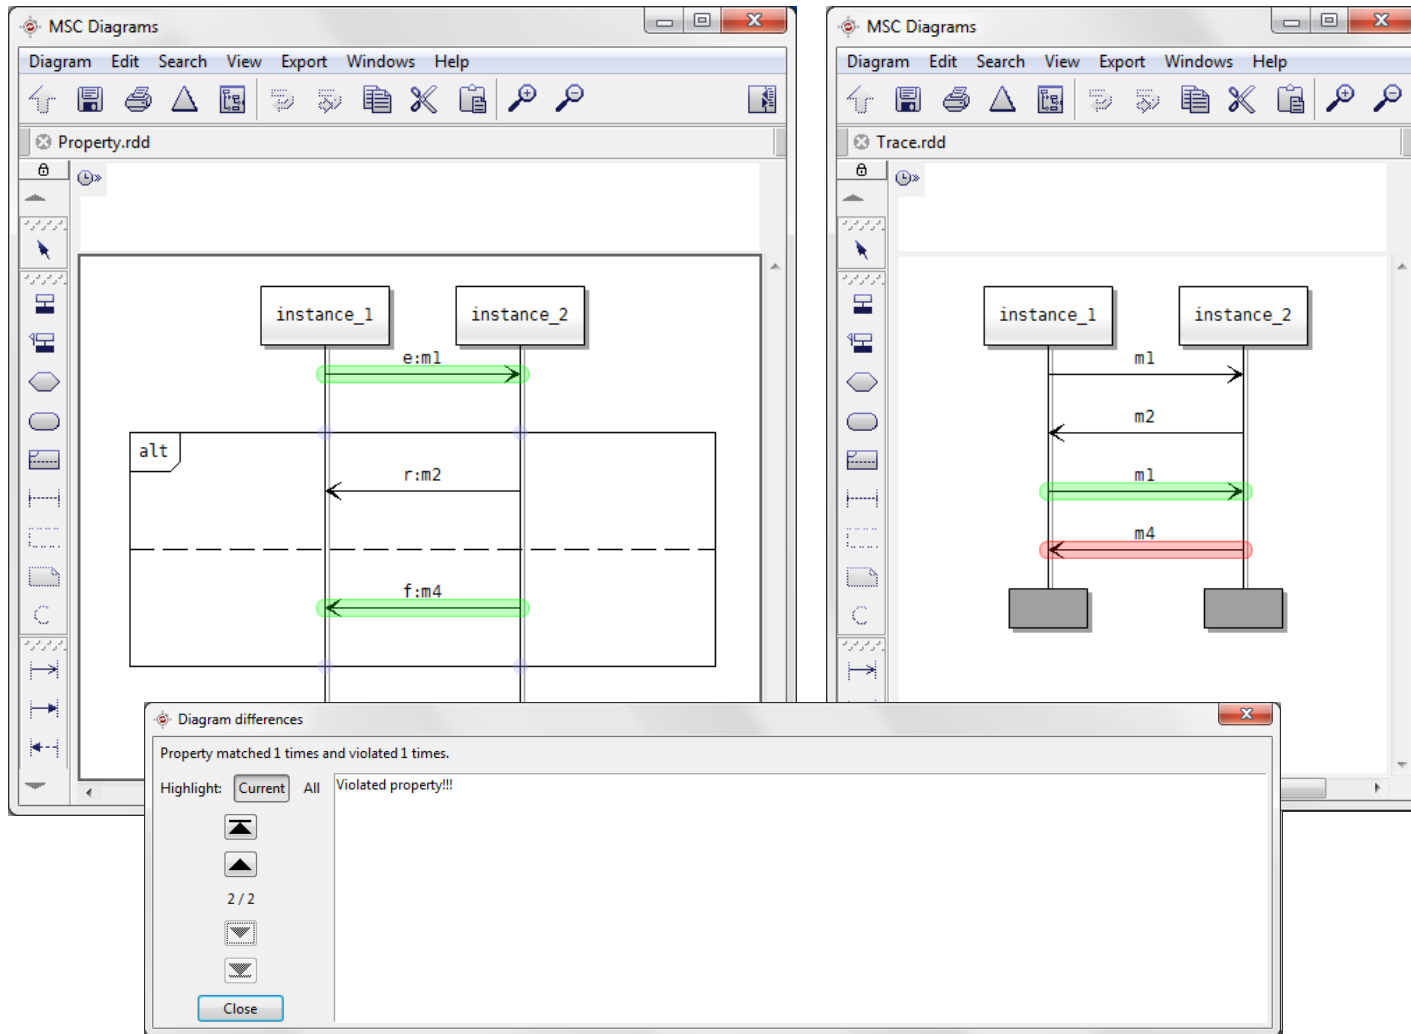 MSC Diagrams
Diagram Edit Search View Export Windows Help
Property.rdd
instance_1 instance_2
e:m1
alt
r:m2
f:m4
MSC Diagrams
Diagram Edit Search View Export Windows Help
Trace.rdd
instance_1 instance_2
m1
m2
m1
m4
Diagram differences
Property matched 1 times and violated 1 times.
Highlight: Current All
Violated property!!!
2 / 2
Close